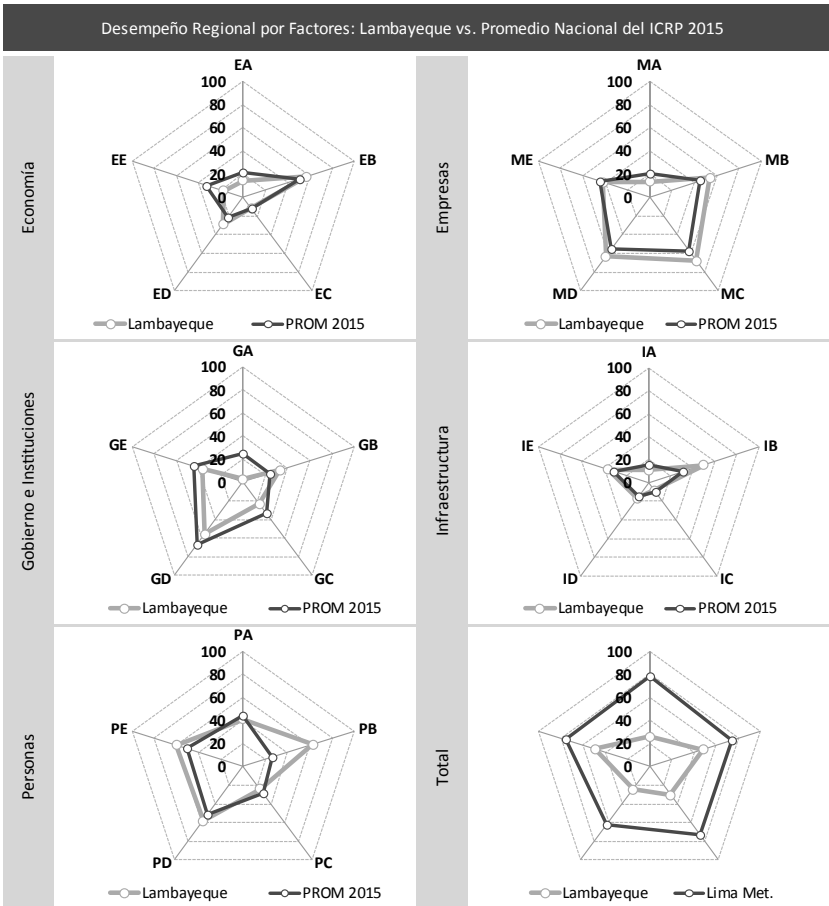 Desempeño Regional por Factores: Lambayeque vs. Promedio Nacional del ICRP 2015
Economía
EA
100
80
60
40
20
0
EE
EB
ED
EC
Lambayeque
PROM 2015
Empresas
MA
100
80
60
40
20
0
ME
MB
MD
MC
Lambayeque
PROM 2015
Gobierno e Instituciones
GA
100
80
60
40
20
0
GE
GB
GD
GC
Lambayeque
PROM 2015
Infraestructura
IA
100
80
60
40
20
0
IE
IB
ID
IC
Lambayeque
PROM 2015
Personas
PA
100
80
60
40
20
0
PE
PB
PD
PC
Lambayeque
PROM 2015
Total
100
80
60
40
20
0
Lambayeque
Lima Met.